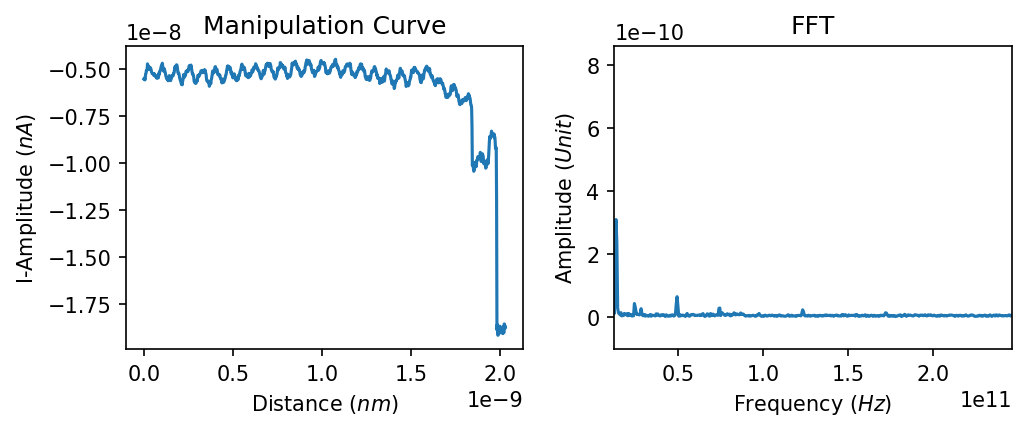 Manipulation Curve
1e−8
−0.50
−0.75
−1.00
−1.25
−1.50
−1.75
I-Amplitude (nA)
0.0 0.5 1.0 1.5 2.0
Distance (nm)
1e−9
FFT
1e−10
8
6
4
2
0
Amplitude (Unit)
0.5 1.0 1.5 2.0
Frequency (Hz)
1e11